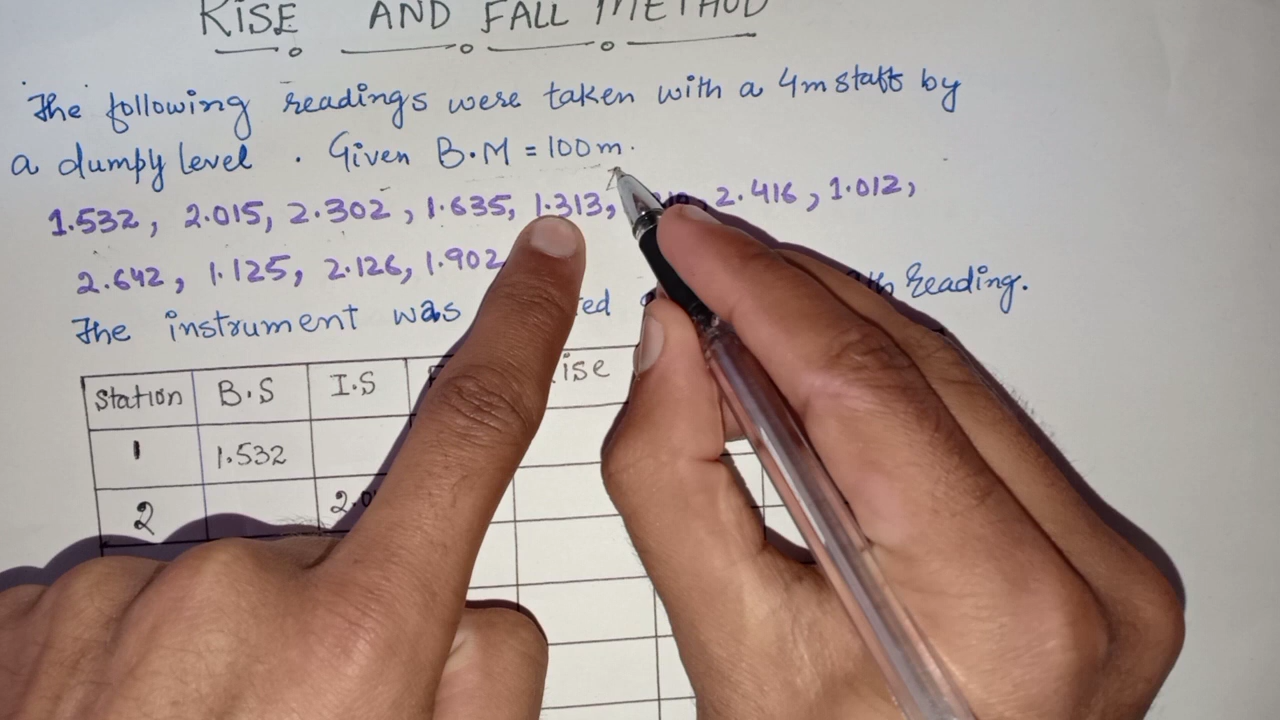 RISE AND FALL METHOD
The following readings were taken with a 4m staff by
a dumpy level. Given B.M = 100m.
1.532, 2.015, 2.302, 1.635, 1.313, 2.416, 1.012,
2.642, 1.125, 2.126, 1.902
The instrument was reading.
Station B.S I.S
1 1.532
2